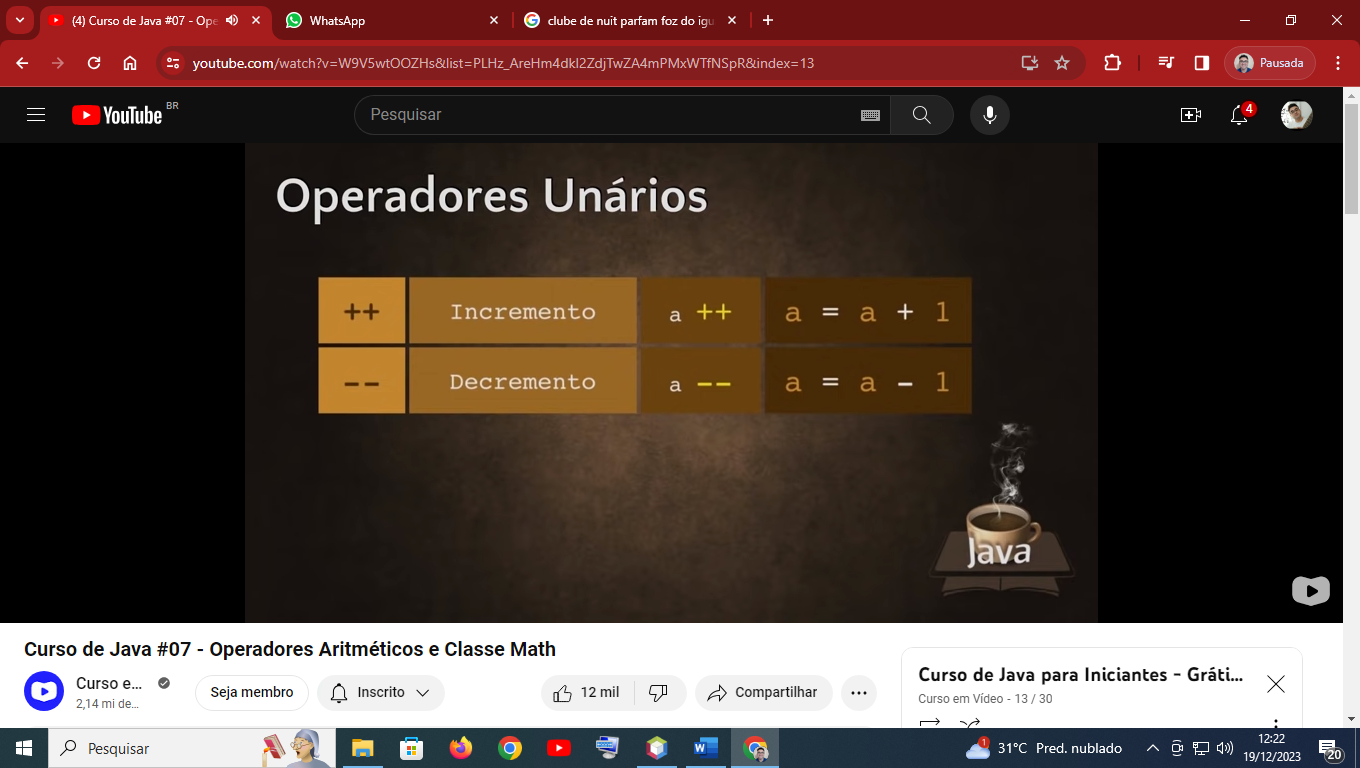 (4) Curso de Java #07 - Ope
WhatsApp
clube de nuit parfam foz do igu
youtube.com/watch?v=W9V5wtOOZHs&list=PLHz_AreHm4dkI2ZdjTwZA4mPMxWTfNSpR&index=13
Pausada
YouTube BR
Pesquisar
4
Operadores Unários
++ Incremento a ++ a = a + 1
-- Decremento a -- a = a - 1
Java
Curso de Java #07 - Operadores Aritméticos e Classe Math
Curso e...
2,14 mi de...
Seja membro
Inscrito
12 mil
Compartilhar
Curso de Java para Iniciantes - Gráti...
Curso em Vídeo - 13 / 30
Pesquisar
1
31°C Pred. nublado
12:22
19/12/2023
20